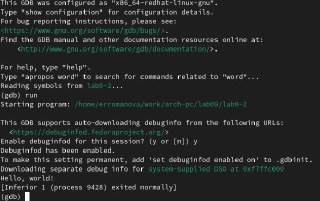 This GDB was configured as "x86_64-redhat-linux-gnu".
Type "show configuration" for configuration details.
For bug reporting instructions, please see:
<https://www.gnu.org/software/gdb/bugs/>.
Find the GDB manual and other documentation resources online at:
<http://www.gnu.org/software/gdb/documentation/>.
For help, type "help".
Type "apropos word" to search for commands related to "word"...
Reading symbols from lab9-2...
(gdb) run
Starting program: /home/erromanova/work/arch-pc/lab09/lab9-2
This GDB supports auto-downloading debuginfo from the following URLs:
<https://debuginfod.fedoraproject.org/>
Enable debuginfod for this session? (y or [n]) y
Debuginfod has been enabled.
To make this setting permanent, add 'set debuginfod enabled on' to .gdbinit.
Downloading separate debug info for system-supplied DSO at 0xf7ffc000
Hello, world!
[Inferior 1 (process 9428) exited normally]
(gdb)